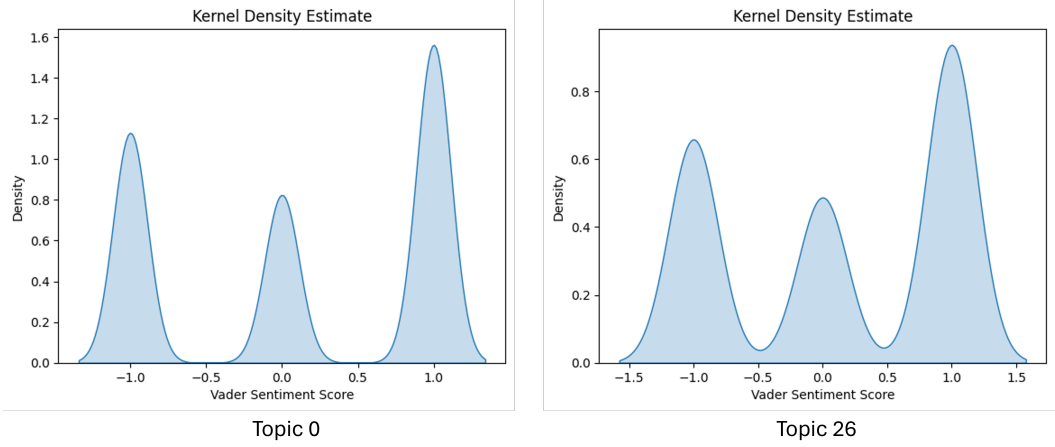 Kernel Density Estimate
1.6
1.4
1.2
1.0
0.8
0.6
0.4
0.2
0.0
Density
−1.0 −0.5 0.0 0.5 1.0
Vader Sentiment Score
Topic 0
Kernel Density Estimate
0.8
0.6
0.4
0.2
0.0
Density
−1.5 −1.0 −0.5 0.0 0.5 1.0 1.5
Vader Sentiment Score
Topic 26